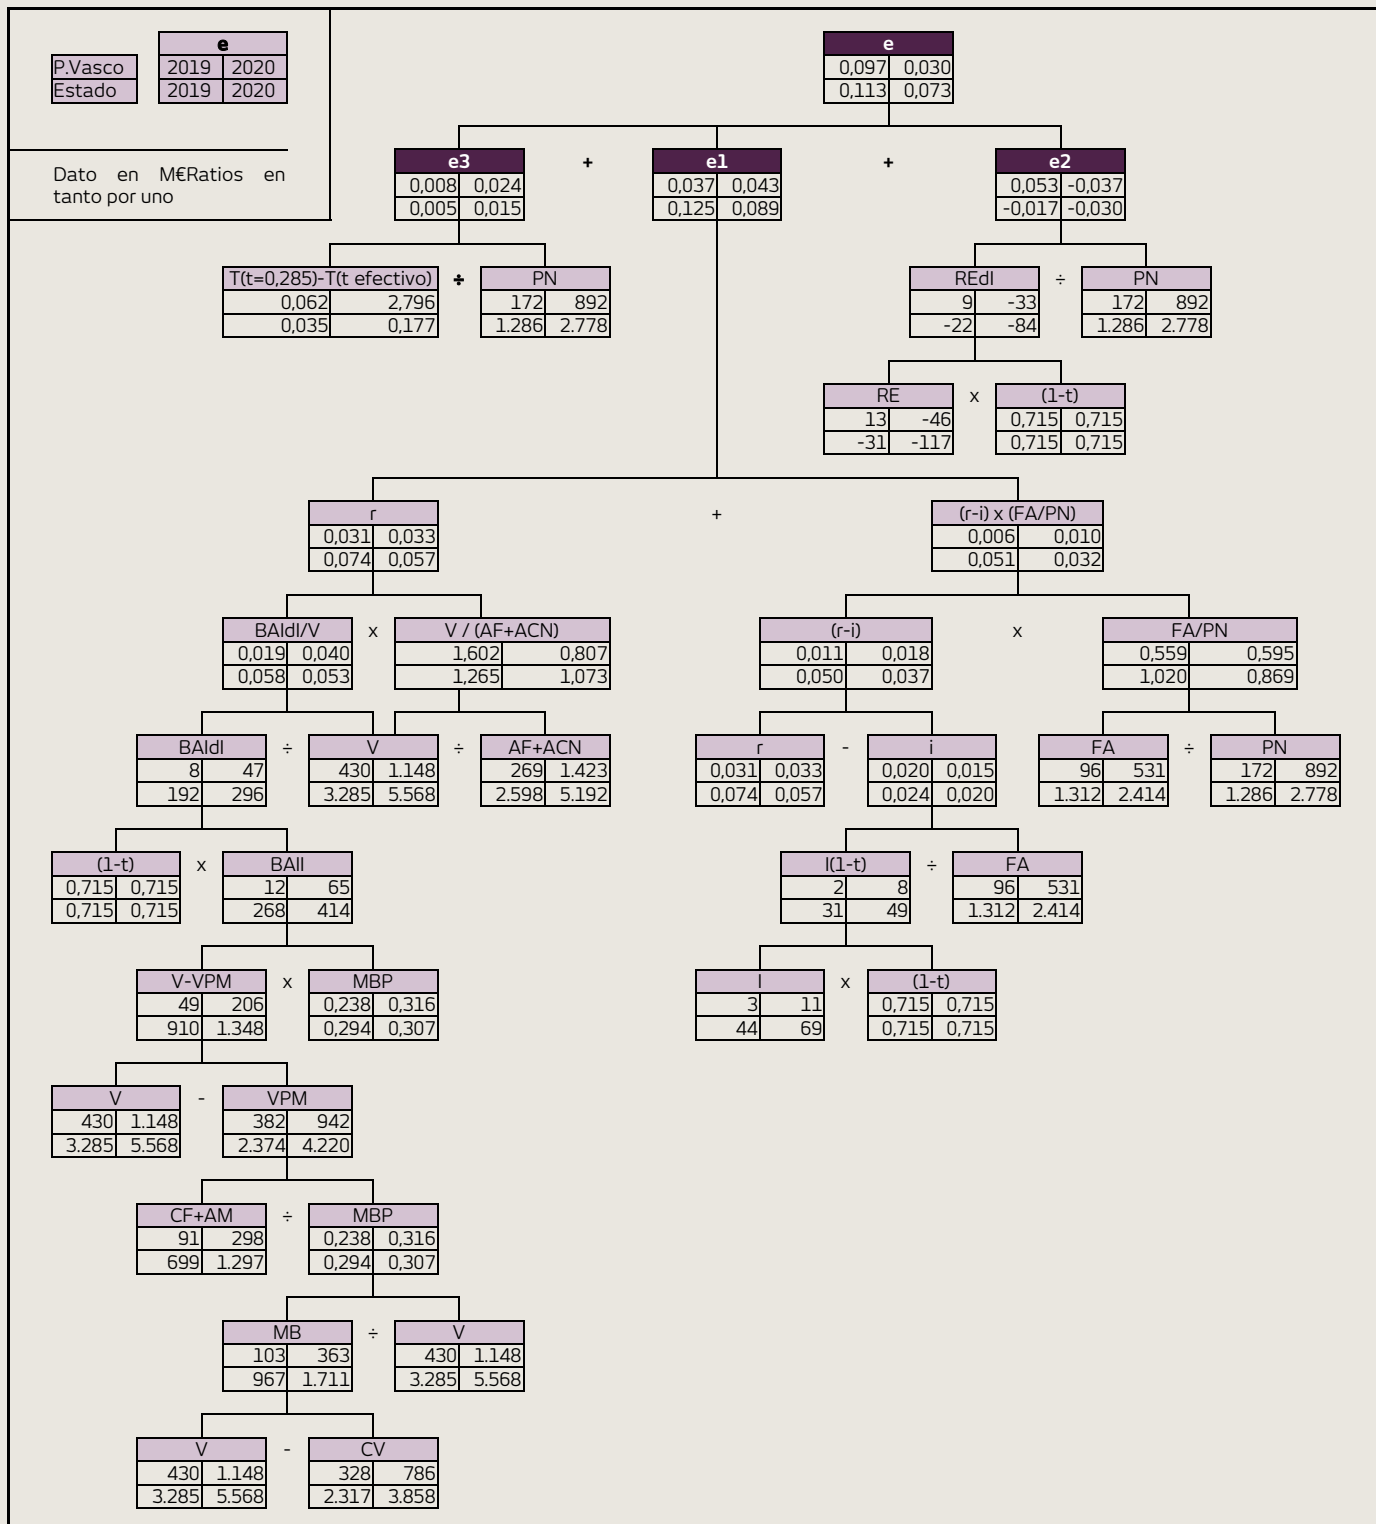 e
P.Vasco 2019 2020
Estado 2019 2020
Dato en M€Ratios en
tanto por uno
e
0,097 0,030
0,113 0,073
e3 + e1 + e2
0,008 0,024 0,037 0,043 0,053 -0,037
0,005 0,015 0,125 0,089 -0,017 -0,030
T(t=0,285)-T(t efectivo) ÷ PN REdI ÷ PN
0,062 2,796 172 892 9 -33 172 892
0,035 0,177 1.286 2.778 -22 -84 1.286 2.778
RE x (1-t)
13 -46 0,715 0,715
-31 -117 0,715 0,715
r + (r-i) x (FA/PN)
0,031 0,033 0,006 0,010
0,074 0,057 0,051 0,032
BAIdI/V x V / (AF+ACN) (r-i) x FA/PN
0,019 0,040 1,602 0,807 0,011 0,018 0,559 0,595
0,058 0,053 1,265 1,073 0,050 0,037 1,020 0,869
BAIdI ÷ V ÷ AF+ACN r - i FA ÷ PN
8 47 430 1.148 269 1.423 0,031 0,033 0,020 0,015 96 531 172 892
192 296 3.285 5.568 2.598 5.192 0,074 0,057 0,024 0,020 1.312 2.414 1.286 2.778
(1-t) x BAII I(1-t) ÷ FA
0,715 0,715 12 65 2 8 96 531
0,715 0,715 268 414 31 49 1.312 2.414
V-VPM x MBP I x (1-t)
49 206 0,238 0,316 3 11 0,715 0,715
910 1.348 0,294 0,307 44 69 0,715 0,715
V - VPM
430 1.148 382 942
3.285 5.568 2.374 4.220
CF+AM ÷ MBP
91 298 0,238 0,316
699 1.297 0,294 0,307
MB ÷ V
103 363 430 1.148
967 1.711 3.285 5.568
V - CV
430 1.148 328 786
3.285 5.568 2.317 3.858